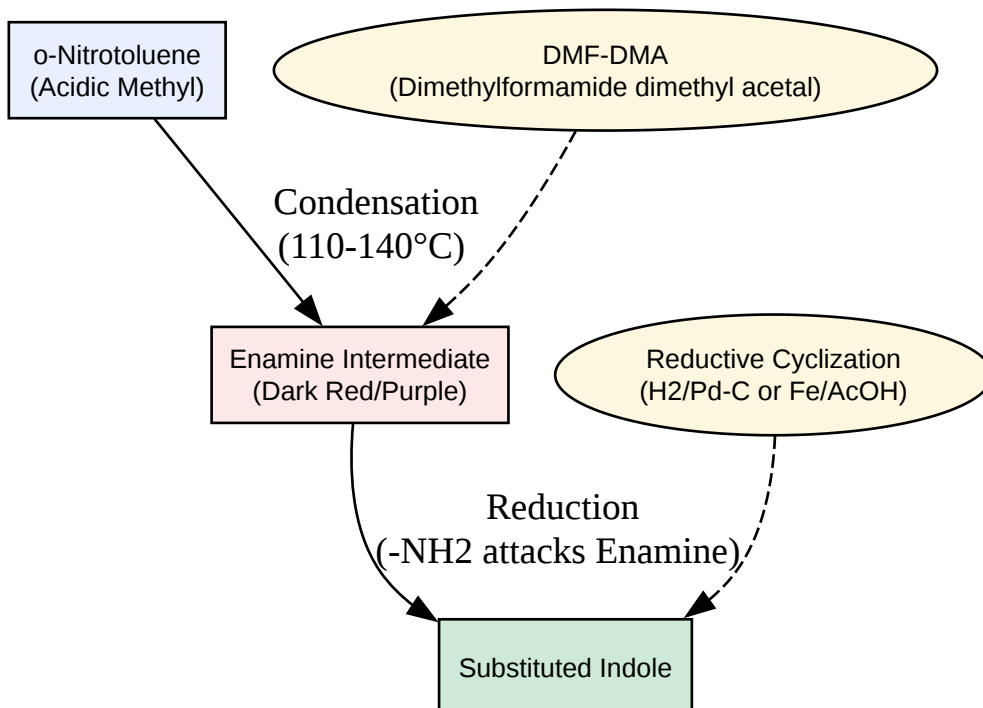 o-Nitrotoluene
(Acidic Methyl)
DMF-DMA
(Dimethylformamide dimethyl acetal)
Condensation
(110-140°C)
Enamine Intermediate
(Dark Red/Purple)
Reductive Cyclization
(H2/Pd-C or Fe/AcOH)
Reduction
(-NH2 attacks Enamine)
Substituted Indole